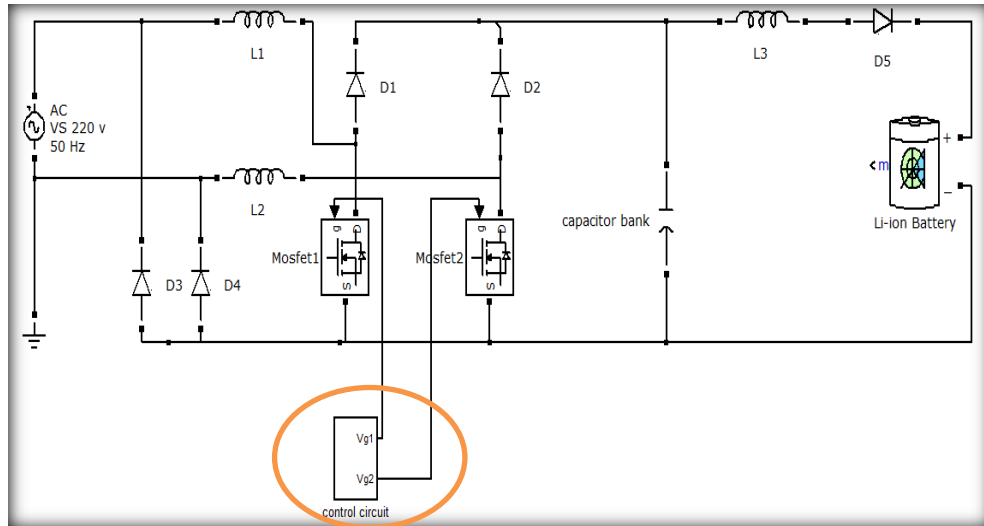 L1
D1
D2
L3
D5
AC
VS 220 v
50 Hz
+
< m
−
Li-ion Battery
L2
capacitor bank
g
D
Mosfet1
S
g
D
Mosfet2
S
D3
D4
Vg1
Vg2
control circuit